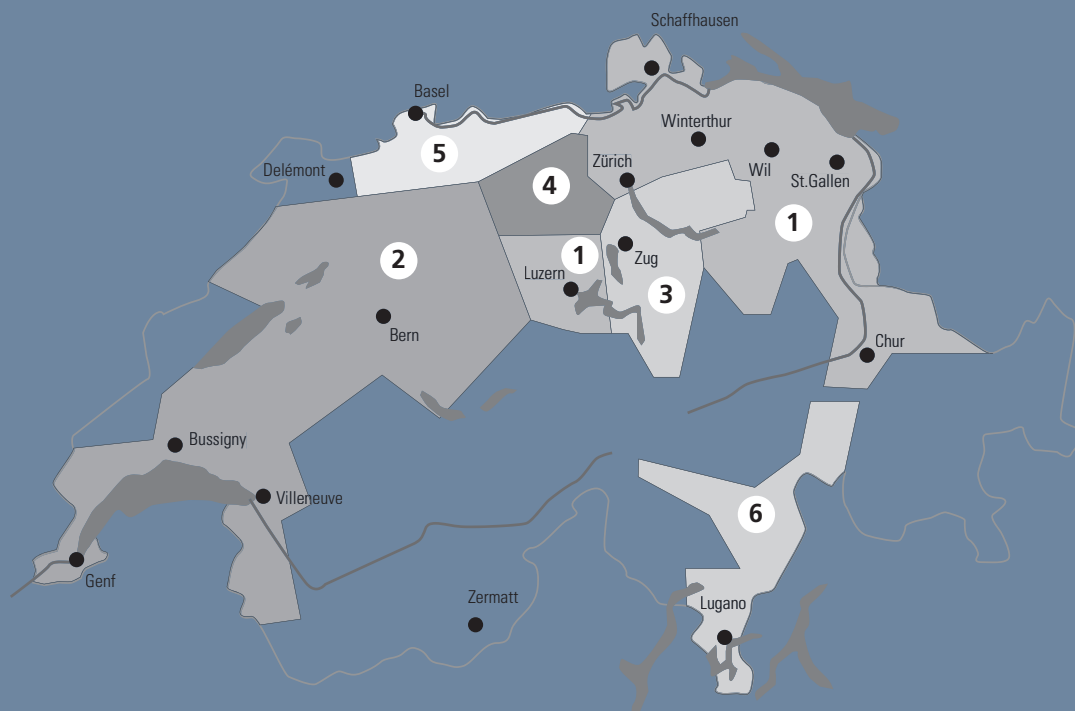 Schaffhausen
Basel
Winterthur
5
Zürich
Delémont
Wil
4
St.Gallen
1
1
2
Zug
Luzern
3
Bern
Chur
Bussigny
Villeneuve
6
Genf
Zermatt
Lugano